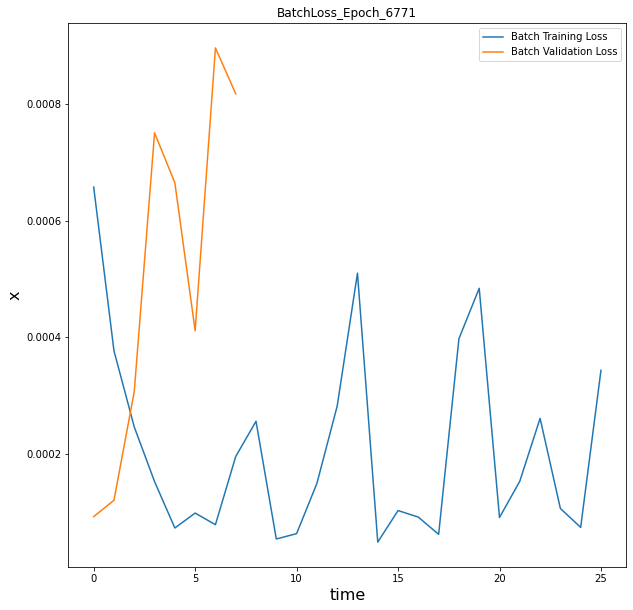 BatchLoss_Epoch_6771
Batch Training Loss
Batch Validation Loss
x
0.0008
0.0006
0.0004
0.0002
0 5 10 15 20 25
time